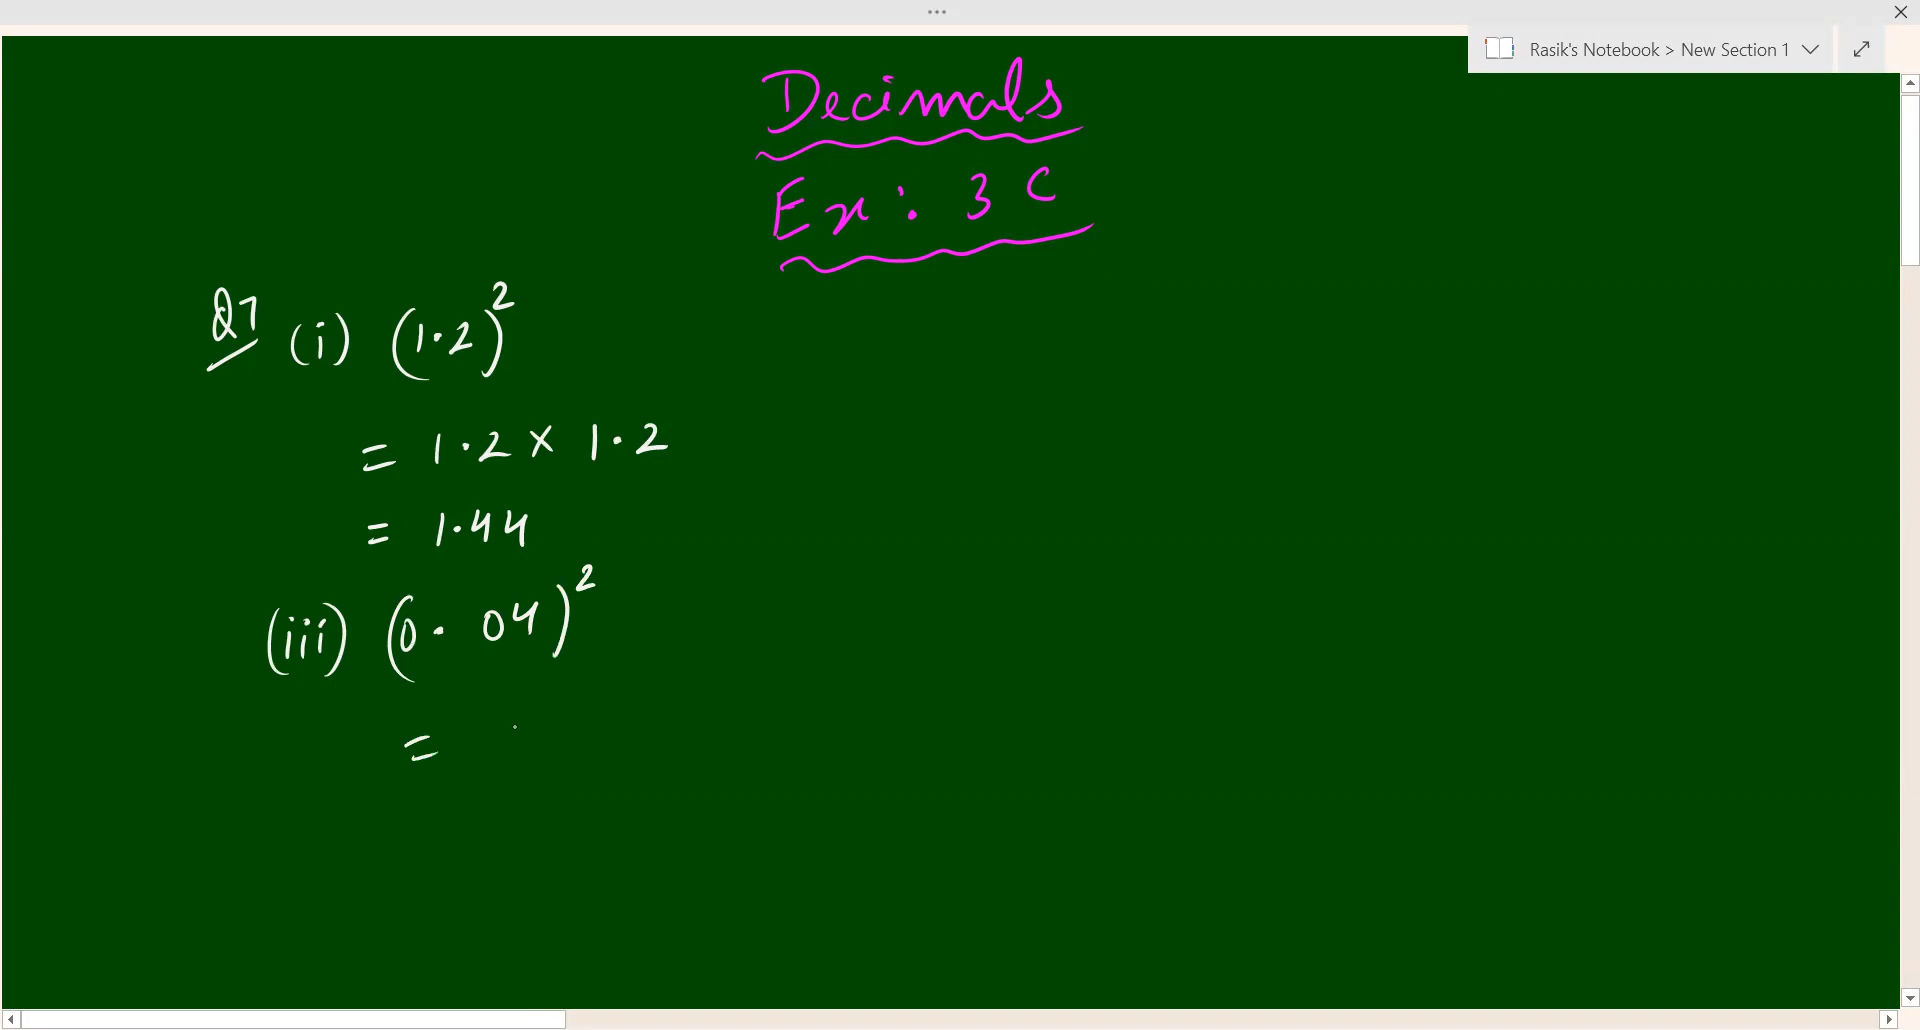 Rasik's Notebook > New Section 1
Decimals
Ex: 3 C
Q7 (i) (1.2)²
= 1.2 × 1.2
= 1.44
(iii) (0.04)²
=